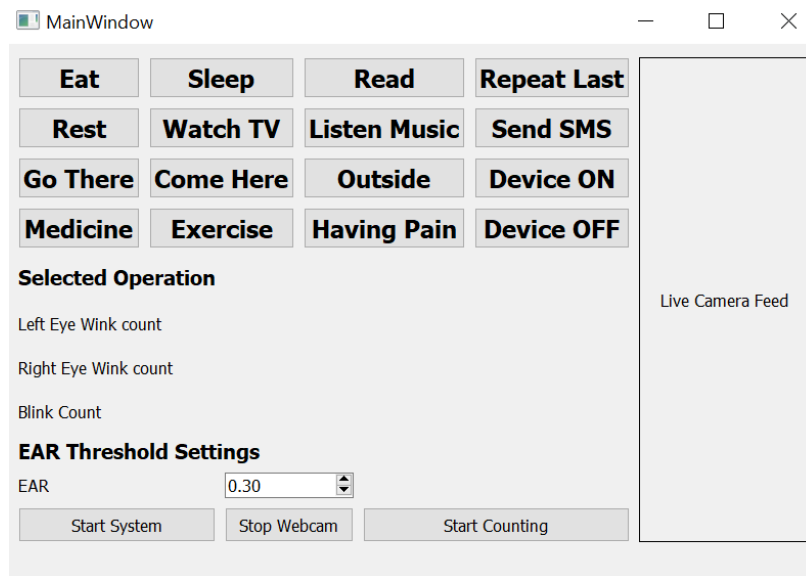 MainWindow
Eat Sleep Read Repeat Last
Rest Watch TV Listen Music Send SMS
Go There Come Here Outside Device ON
Medicine Exercise Having Pain Device OFF
Selected Operation
Live Camera Feed
Left Eye Wink count
Right Eye Wink count
Blink Count
EAR Threshold Settings
EAR 0.30
Start System Stop Webcam Start Counting